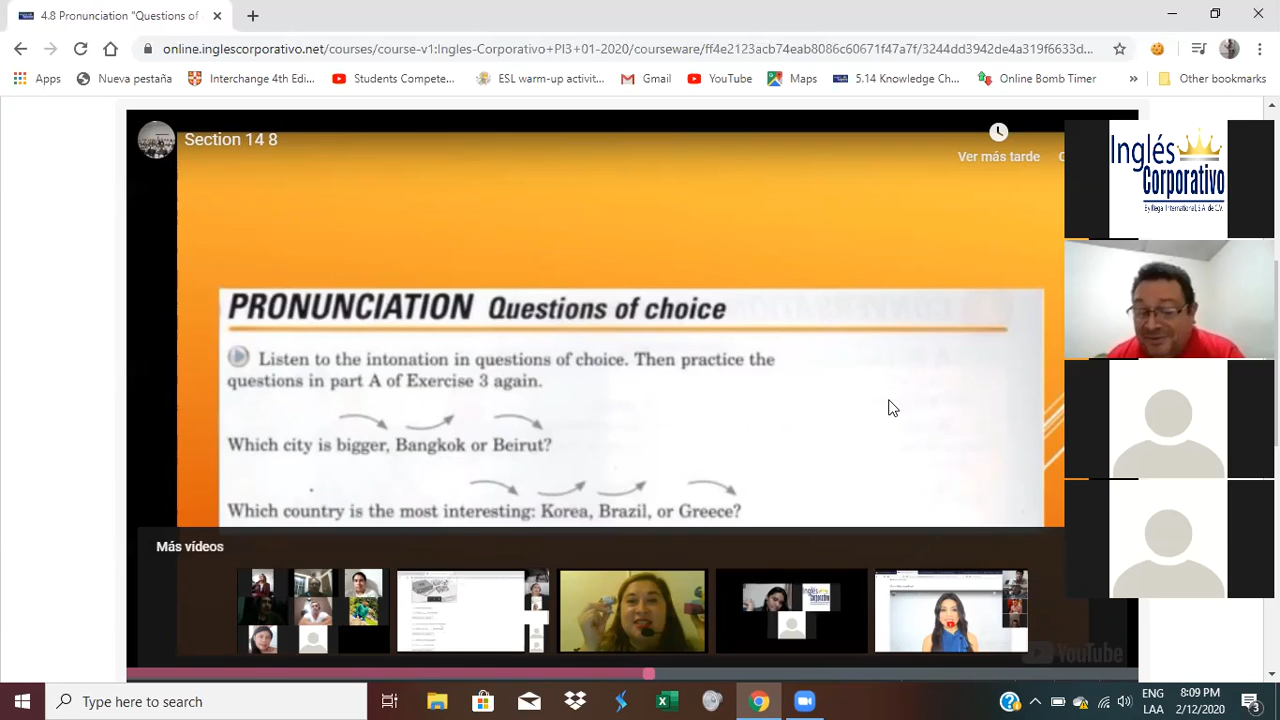 4.8 Pronunciation "Questions of
online.inglescorporativo.net/courses/course-v1:Ingles-Corporativo+PI3+01-2020/courseware/ff4e2123acb74eab8086c60671f47a7f/3244dd3942de4a319f6633d...
Apps
Nueva pestaña
Interchange 4th Edi...
Students Compete...
ESL warm-up activit...
Gmail
YouTube
Maps
5.14 Knowledge Ch...
Online Bomb Timer
»
Other bookmarks
Section 14 8
Ver más tarde
Inglés
Corporativo
PRONUNCIATION Questions of choice
Listen to the intonation in questions of choice. Then practice the
questions in part A of Exercise 3 again.
Which city is bigger, Bangkok or Beirut?
Which country is the most interesting: Korea, Brazil, or Greece?
Más vídeos
YouTube
Type here to search
ENG
LAA
8:09 PM
2/12/2020
3